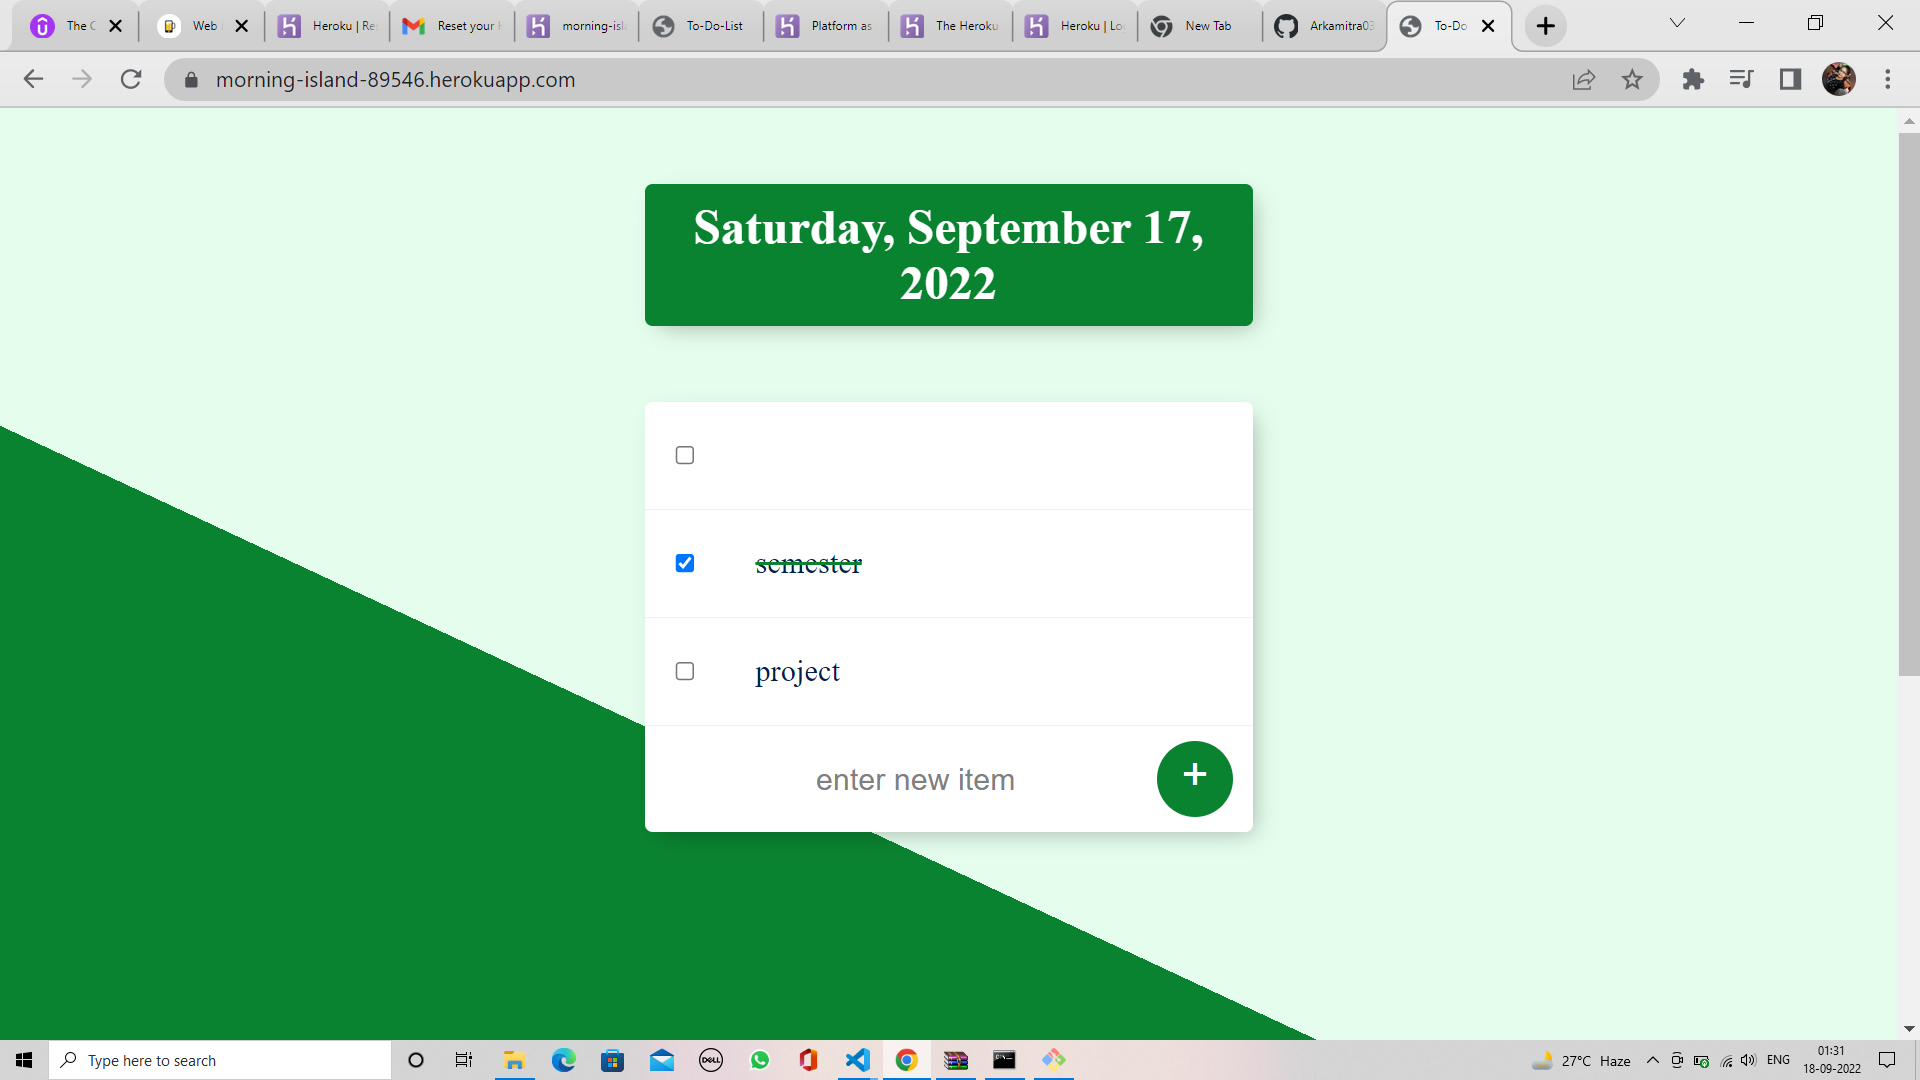 The C
Web
Heroku | Re
Reset your
morning-isl
To-Do-List
Platform as
The Heroku
Heroku | Lo
New Tab
Arkamitra03
To-Do
morning-island-89546.herokuapp.com
Saturday, September 17,
2022
semester
project
enter new item
+
Type here to search
DELL
27°C Haze
ENG
01:31
18-09-2022